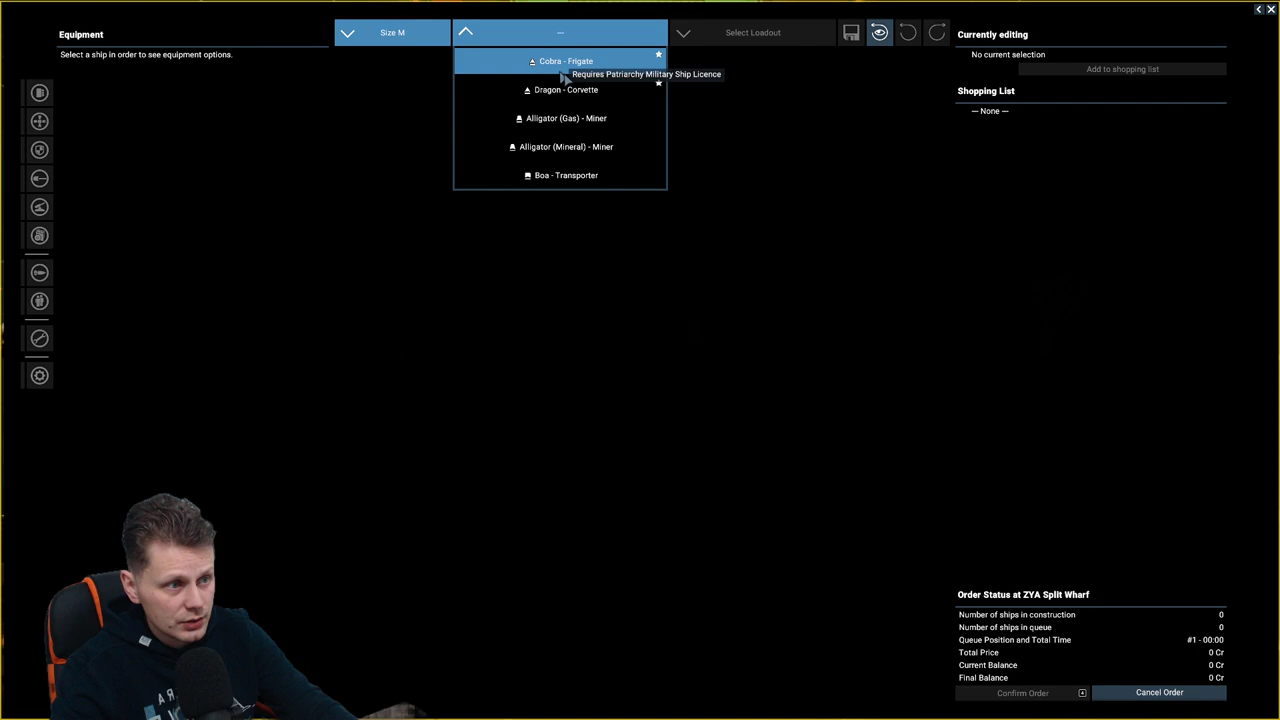 Equipment
Select a ship in order to see equipment options.
Size M
---
Select Loadout
Cobra - Frigate
Requires Patriarchy Military Ship Licence
Dragon - Corvette
Alligator (Gas) - Miner
Alligator (Mineral) - Miner
Boa - Transporter
Currently editing
No current selection
Add to shopping list
Shopping List
--- None ---
Order Status at ZYA Split Wharf
Number of ships in construction 0
Number of ships in queue 0
Queue Position and Total Time #1 - 00:00
Total Price 0 Cr
Current Balance 0 Cr
Final Balance 0 Cr
Confirm Order
Cancel Order